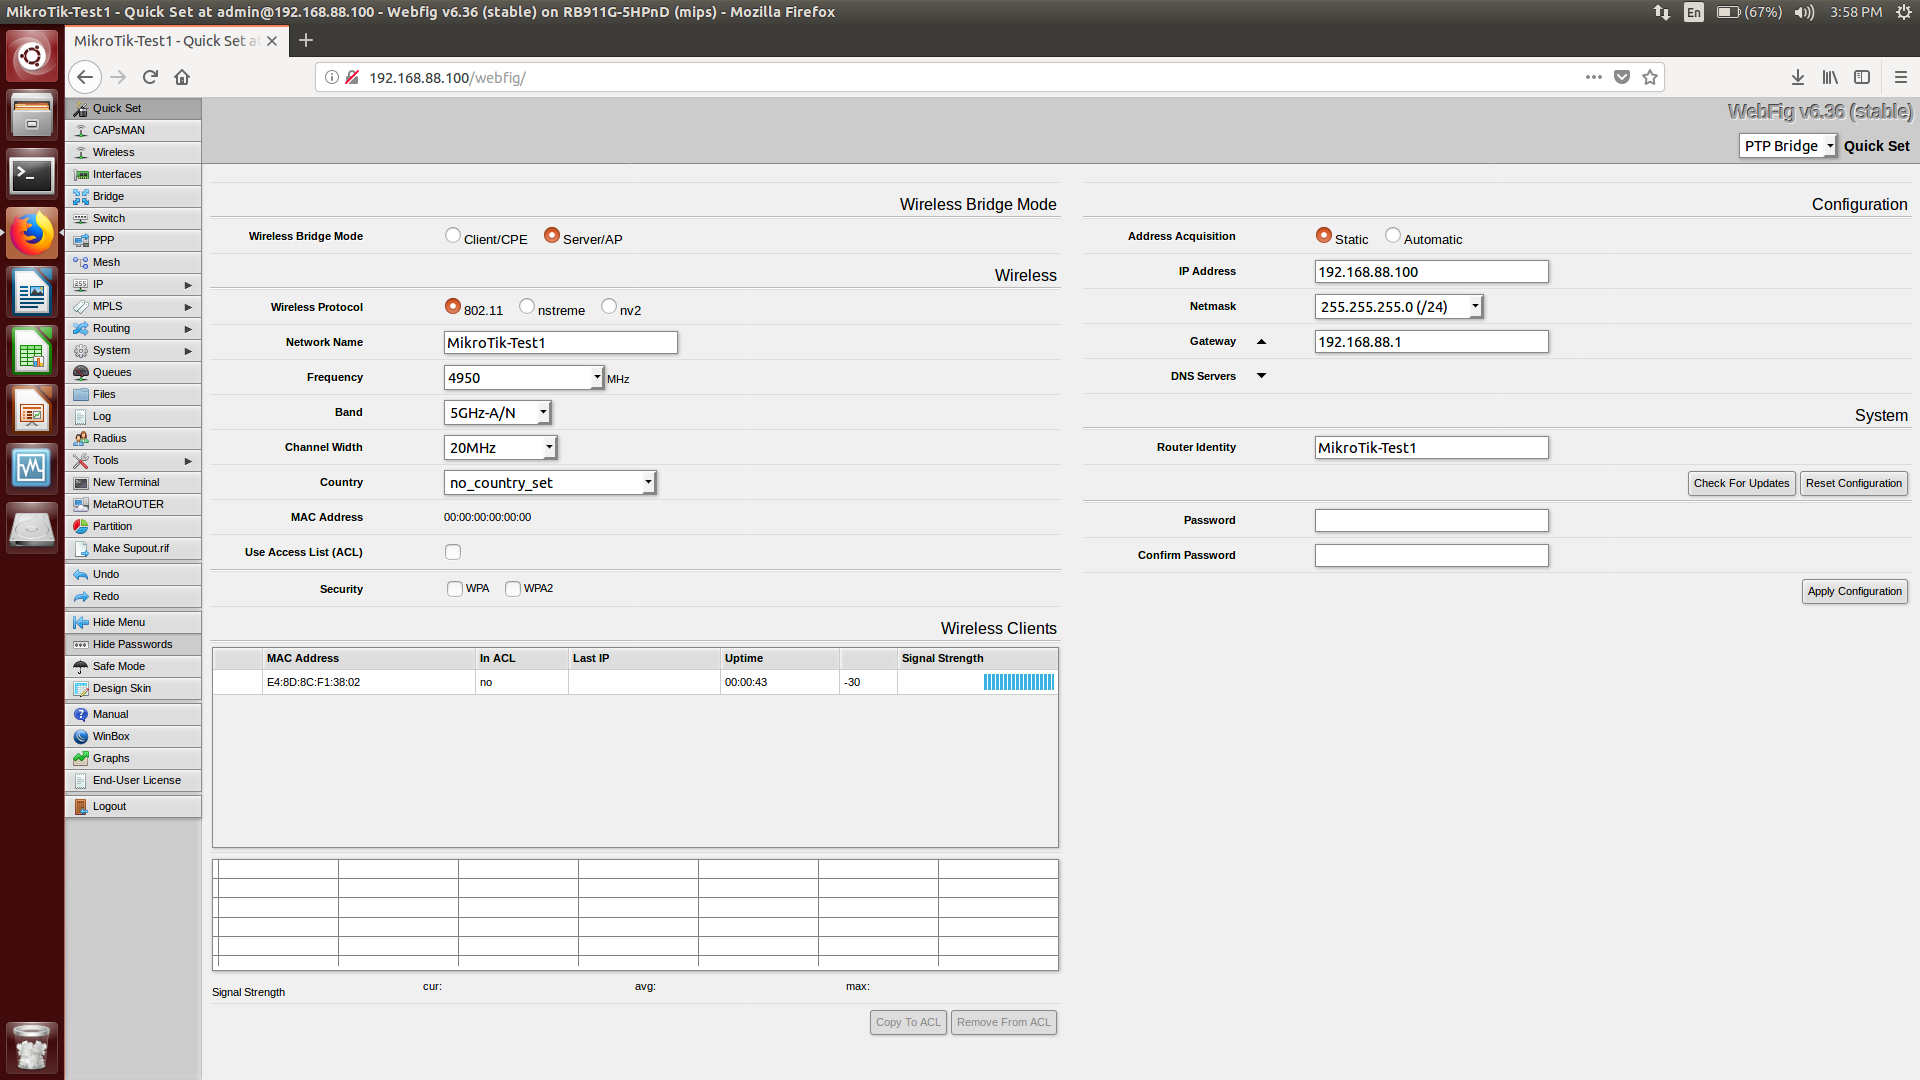 MikroTik-Test1 - Quick Set at admin@192.168.88.100 - Webfig v6.36 (stable) on RB911G-5HPnD (mips) - Mozilla Firefox
En (67%) 3:58 PM
MikroTik-Test1 - Quick Set a
192.168.88.100/webfig/
Quick Set
CAPsMAN
Wireless
Interfaces
Bridge
Switch
PPP
Mesh
IP
MPLS
Routing
System
Queues
Files
Log
Radius
Tools
New Terminal
MetaROUTER
Partition
Make Supout.rif
Undo
Redo
Hide Menu
Hide Passwords
Safe Mode
Design Skin
Manual
WinBox
Graphs
End-User License
Logout
WebFig v6.36 (stable)
PTP Bridge Quick Set
Wireless Bridge Mode
Wireless Bridge Mode Client/CPE Server/AP
Wireless
Wireless Protocol 802.11 nstreme nv2
Network Name MikroTik-Test1
Frequency 4950 MHz
Band 5GHz-A/N
Channel Width 20MHz
Country no_country_set
MAC Address 00:00:00:00:00:00
Use Access List (ACL)
Security WPA WPA2
Wireless Clients
MAC Address In ACL Last IP Uptime Signal Strength
E4:8D:8C:F1:38:02 no 00:00:43 -30
Signal Strength cur: avg: max:
Copy To ACL Remove From ACL
Configuration
Address Acquisition Static Automatic
IP Address 192.168.88.100
Netmask 255.255.255.0 (/24)
Gateway 192.168.88.1
DNS Servers
System
Router Identity MikroTik-Test1
Check For Updates Reset Configuration
Password
Confirm Password
Apply Configuration